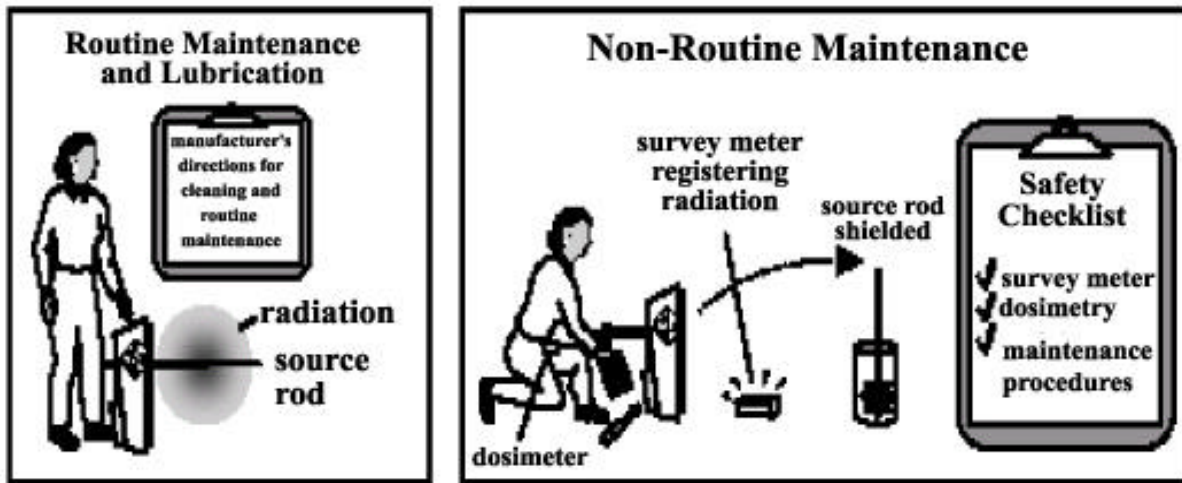 Routine Maintenance
and Lubrication
manufacturer's
directions for
cleaning and
routine
maintenance
radiation
source
rod
Non-Routine Maintenance
survey meter
registering
radiation
source rod
shielded
dosimeter
Safety
Checklist
survey meter
dosimetry
maintenance
procedures